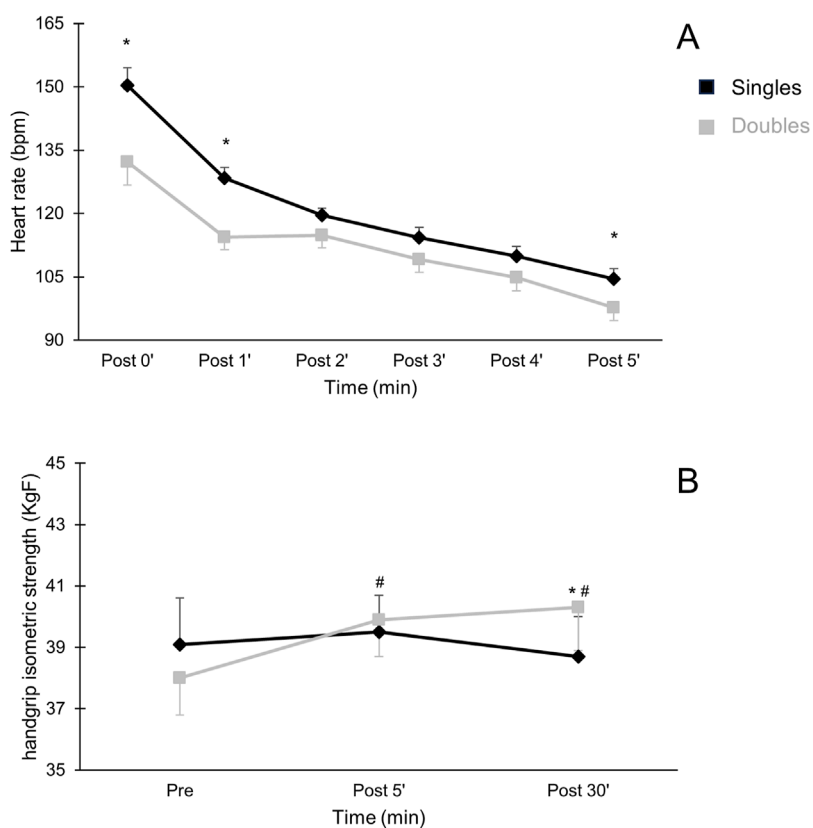 A
Singles
Doubles
Heart rate (bpm)
165
150
135
120
105
90
*
*
*
Post 0' Post 1' Post 2' Post 3' Post 4' Post 5'
Time (min)
B
handgrip isometric strength (KgF)
45
43
41
39
37
35
#
* #
Pre Post 5' Post 30'
Time (min)